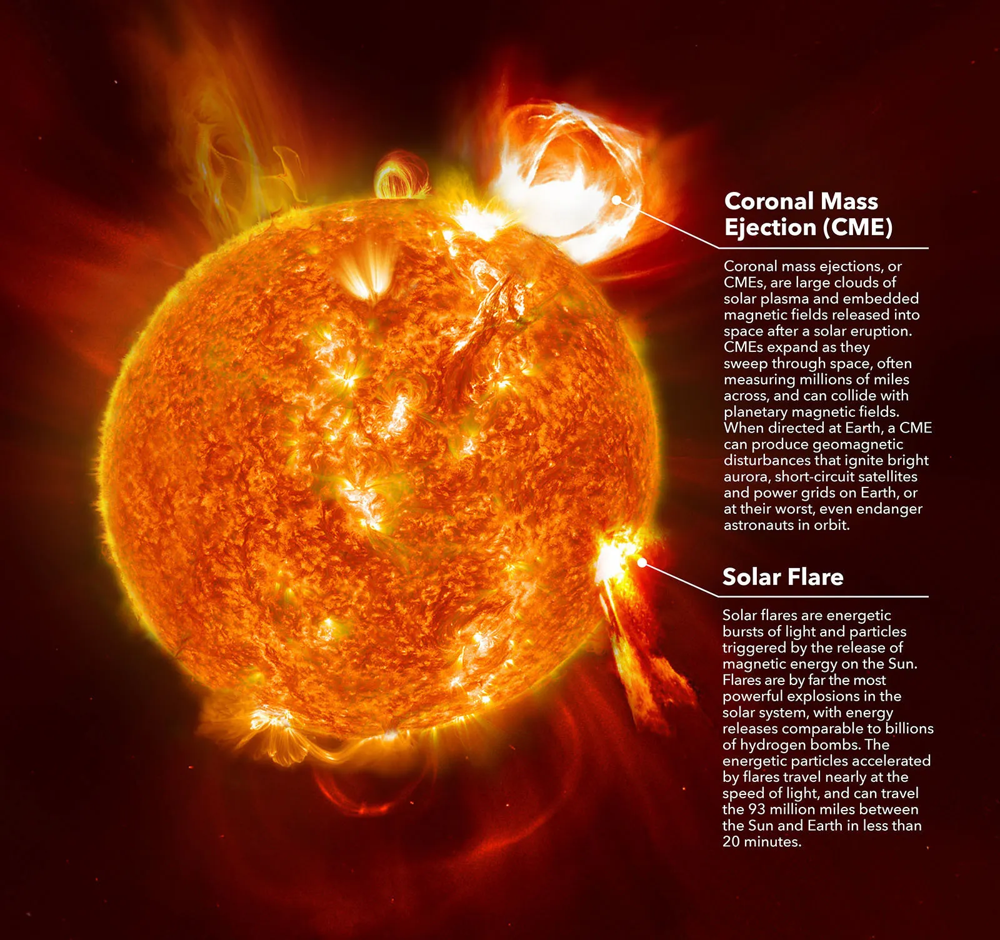 Coronal Mass
Ejection (CME)
Coronal mass ejections, or
CMEs, are large clouds of
solar plasma and embedded
magnetic fields released into
space after a solar eruption.
CMEs expand as they
sweep through space, often
measuring millions of miles
across, and can collide with
planetary magnetic fields.
When directed at Earth, a CME
can produce geomagnetic
disturbances that ignite bright
aurora, short-circuit satellites
and power grids on Earth, or
at their worst, even endanger
astronauts in orbit.
Solar Flare
Solar flares are energetic
bursts of light and particles
triggered by the release of
magnetic energy on the Sun.
Flares are by far the most
powerful explosions in the
solar system, with energy
releases comparable to billions
of hydrogen bombs. The
energetic particles accelerated
by flares travel nearly at the
speed of light, and can travel
the 93 million miles between
the Sun and Earth in less than
20 minutes.